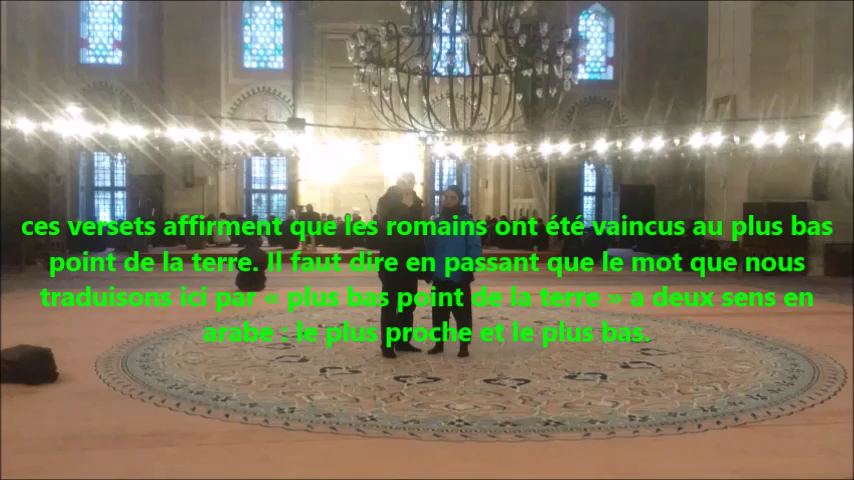 ces versets affirment que les romains ont été vaincus au plus bas
point de la terre. Il faut dire en passant que le mot que nous
traduisons ici par « plus bas point de la terre » a deux sens en
arabe : le plus proche et le plus bas.